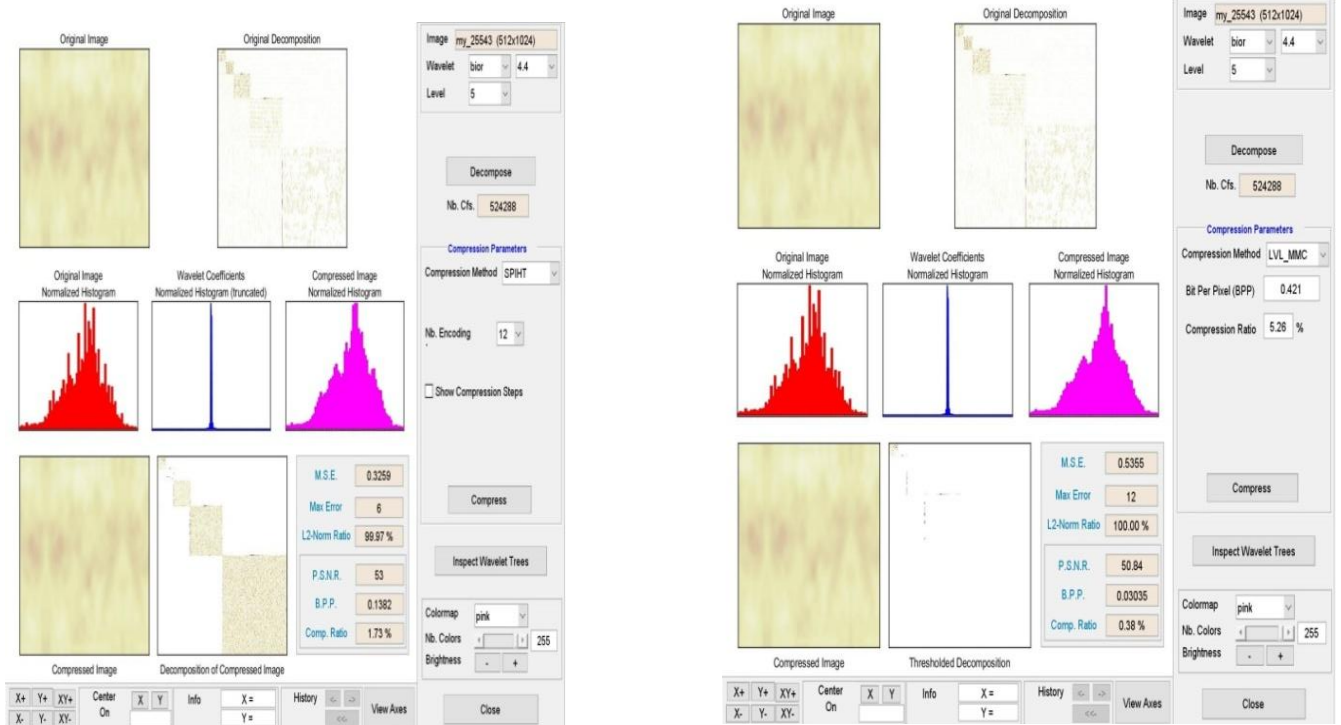 Original Image
Original Decomposition
Image my_25543 (512x1024)
Wavelet bior 4.4
Level 5
Decompose
Nb. Cfs. 524288
Original Image
Normalized Histogram
Wavelet Coefficients
Normalized Histogram (truncated)
Compressed Image
Normalized Histogram
Compression Parameters
Compression Method SPIHT
Nb. Encoding 12
Show Compression Steps
Compress
M.S.E. 0.3259
Max Error 6
L2-Norm Ratio 99.97 %
P.S.N.R. 53
B.P.P. 0.1382
Comp. Ratio 1.73 %
Inspect Wavelet Trees
Colormap pink
Nb. Colors 255
Brightness - +
Compressed Image
Decomposition of Compressed Image
X+ Y+ XY+ Center X Y Info X = History <- -> View Axes
X- Y- XY- On Y = <<-
Close
Original Image
Original Decomposition
Image my_25543 (512x1024)
Wavelet bior 4.4
Level 5
Decompose
Nb. Cfs. 524288
Original Image
Normalized Histogram
Wavelet Coefficients
Normalized Histogram
Compressed Image
Normalized Histogram
Compression Parameters
Compression Method LVL_MMC
Bit Per Pixel (BPP) 0.421
Compression Ratio 5.26 %
Compress
M.S.E. 0.5355
Max Error 12
L2-Norm Ratio 100.00 %
P.S.N.R. 50.84
B.P.P. 0.03035
Comp. Ratio 0.38 %
Inspect Wavelet Trees
Colormap pink
Nb. Colors 255
Brightness - +
Compressed Image
Thresholded Decomposition
X+ Y+ XY+ Center X Y Info X = History <- -> View Axes
X- Y- XY- On Y = <<-
Close